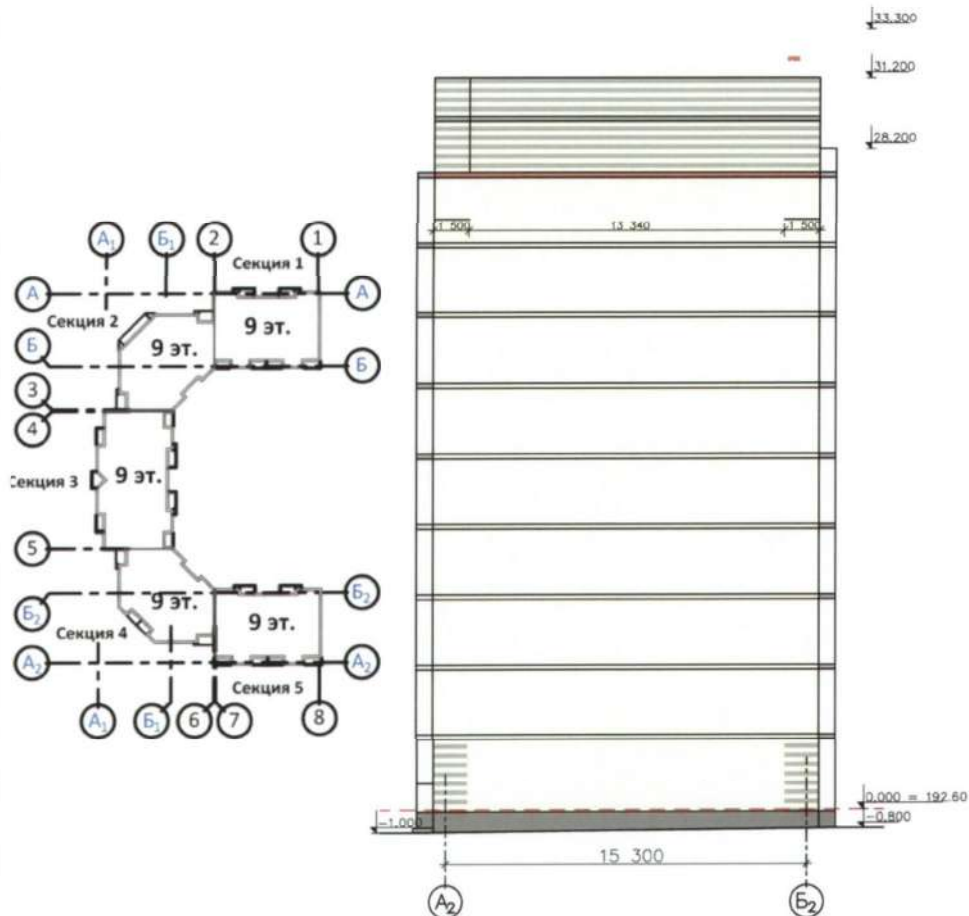 33.300
31.200
28.200
1 500 13 340 1 500
А₁ Б₁ 2 1
Секция 1
А А
Секция 2
9 эт.
9 эт.
Б Б
3
4
Секция 3
9 эт.
5
Б₂ Б₂
9 эт.
9 эт.
Секция 4
А₂ А₂
Секция 5
А₁ Б₁ 6 7 8
0.000 = 192.60
-0.800
-1.000
15 300
А₂ Б₂